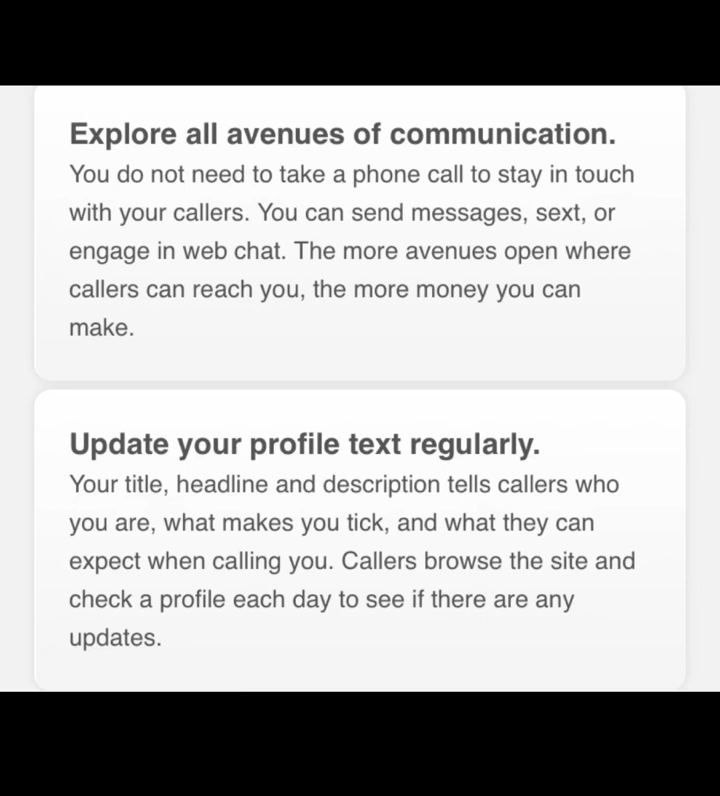 Explore all avenues of communication.
You do not need to take a phone call to stay in touch
with your callers. You can send messages, sext, or
engage in web chat. The more avenues open where
callers can reach you, the more money you can
make.
Update your profile text regularly.
Your title, headline and description tells callers who
you are, what makes you tick, and what they can
expect when calling you. Callers browse the site and
check a profile each day to see if there are any
updates.